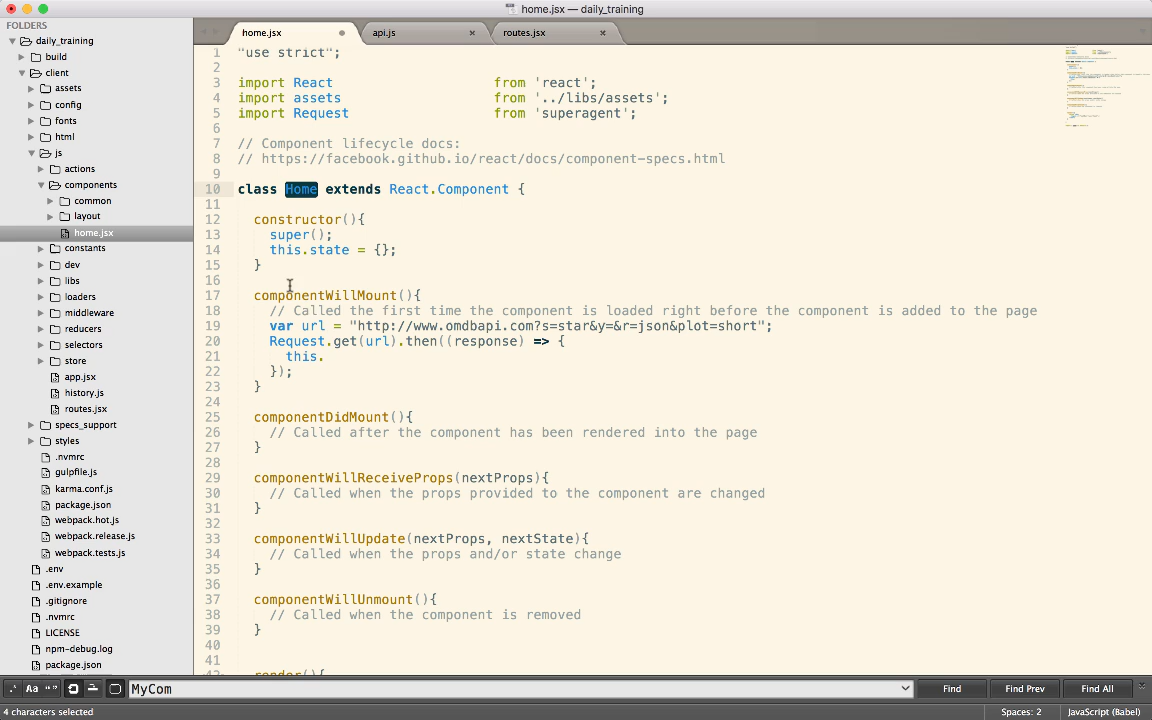 home.jsx — daily_training
FOLDERS
daily_training
build
client
assets
config
fonts
html
js
actions
components
common
layout
home.jsx
constants
dev
libs
loaders
middleware
reducers
selectors
store
app.jsx
history.js
routes.jsx
specs_support
styles
.nvmrc
gulpfile.js
karma.conf.js
package.json
webpack.hot.js
webpack.release.js
webpack.tests.js
.env
.env.example
.gitignore
.nvmrc
LICENSE
npm-debug.log
package.json
home.jsx api.js × routes.jsx ×
1 "use strict";
2
3 import React from 'react';
4 import assets from '../libs/assets';
5 import Request from 'superagent';
6
7 // Component lifecycle docs:
8 // https://facebook.github.io/react/docs/component-specs.html
9
10 class Home extends React.Component {
11
12 constructor(){
13 super();
14 this.state = {};
15 }
16
17 componentWillMount(){
18 // Called the first time the component is loaded right before the component is added to the page
19 var url = "http://www.omdbapi.com?s=star&y=&r=json&plot=short";
20 Request.get(url).then((response) => {
21 this.
22 });
23 }
24
25 componentDidMount(){
26 // Called after the component has been rendered into the page
27 }
28
29 componentWillReceiveProps(nextProps){
30 // Called when the props provided to the component are changed
31 }
32
33 componentWillUpdate(nextProps, nextState){
34 // Called when the props and/or state change
35 }
36
37 componentWillUnmount(){
38 // Called when the component is removed
39 }
40
41
42 render(){
.* Aa “” MyCom Find Find Prev Find All
4 characters selected Spaces: 2 JavaScript (Babel)